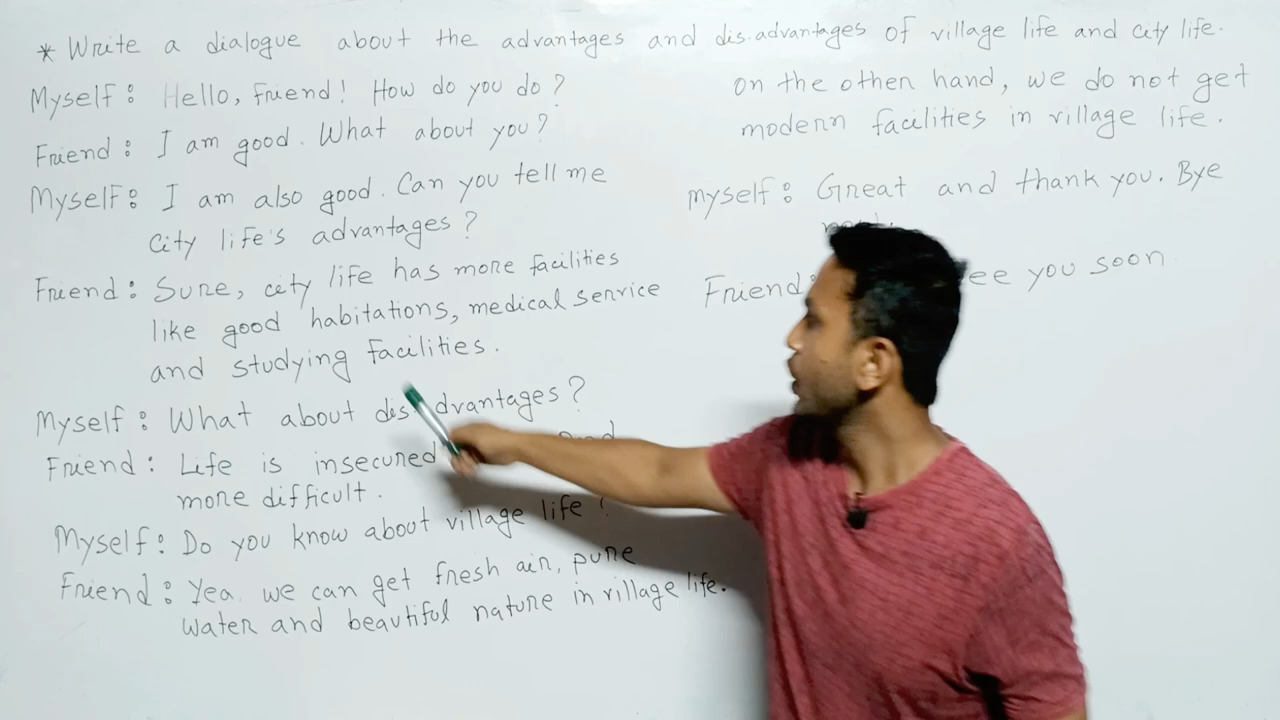 * Write a dialogue about the advantages and disadvantages of village life and city life.
Myself: Hello, friend! How do you do?
Friend: I am good. What about you?
Myself: I am also good. Can you tell me
city life's advantages?
Friend: Sure, city life has more facilities
like good habitations, medical service
and studying facilities.
Myself: What about disadvantages?
Friend: Life is insecured
more difficult.
Myself: Do you know about village life?
Friend: Yea we can get fresh air, pure
water and beautiful nature in village life.
On the other hand, we do not get
modern facilities in village life.
Myself: Great and thank you. Bye
Friend: you soon